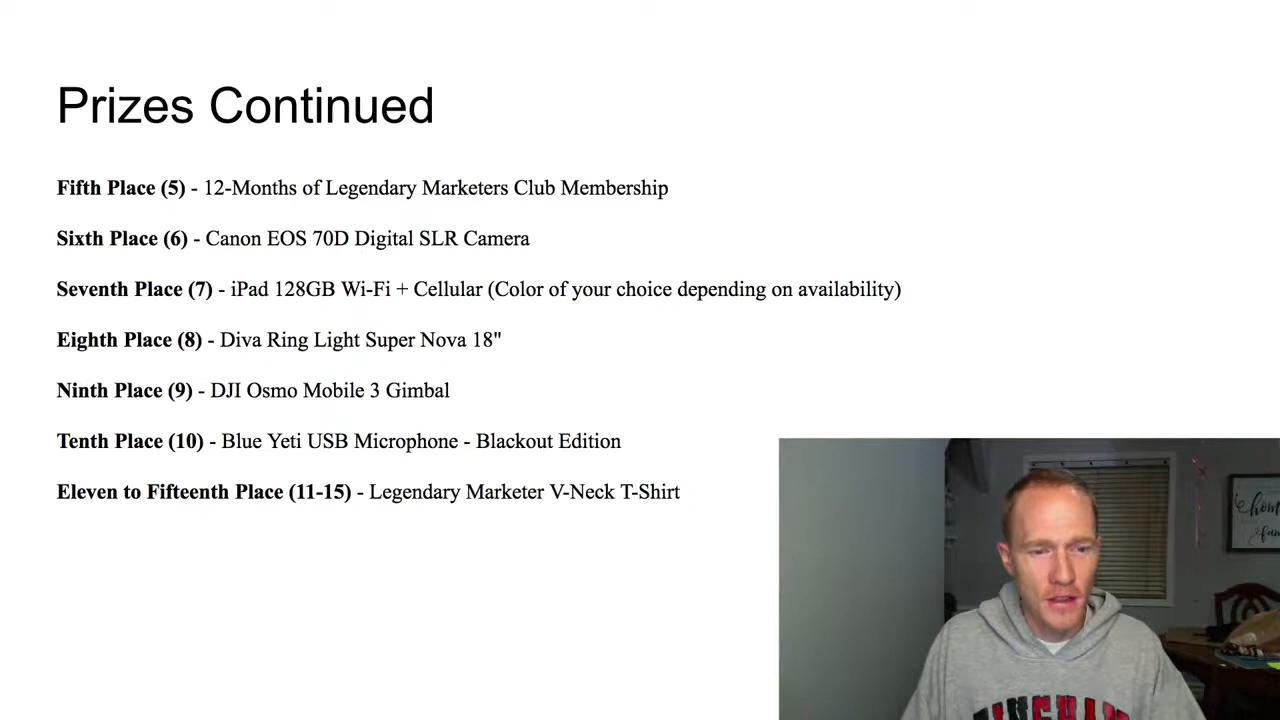 Prizes Continued
Fifth Place (5) - 12-Months of Legendary Marketers Club Membership
Sixth Place (6) - Canon EOS 70D Digital SLR Camera
Seventh Place (7) - iPad 128GB Wi-Fi + Cellular (Color of your choice depending on availability)
Eighth Place (8) - Diva Ring Light Super Nova 18"
Ninth Place (9) - DJI Osmo Mobile 3 Gimbal
Tenth Place (10) - Blue Yeti USB Microphone - Blackout Edition
Eleven to Fifteenth Place (11-15) - Legendary Marketer V-Neck T-Shirt